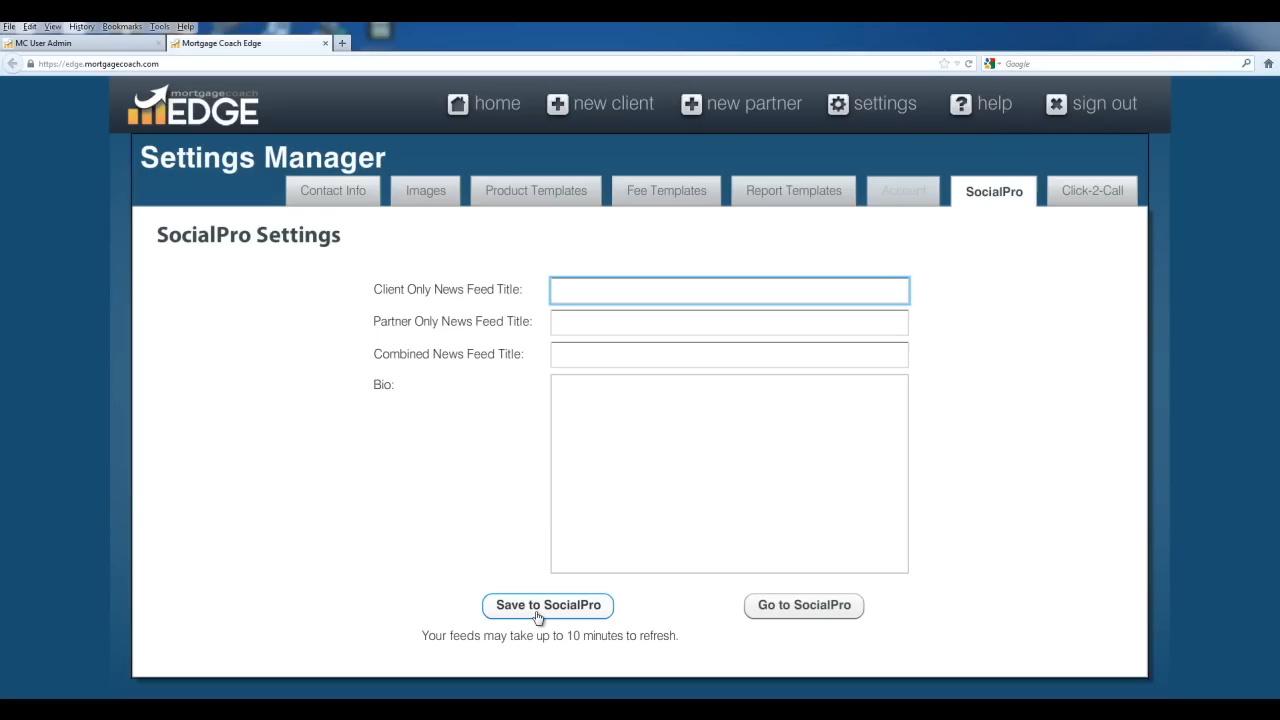 File Edit View History Bookmarks Tools Help
MC User Admin
Mortgage Coach Edge
https://edge.mortgagecoach.com
Google
mortgagecoach
EDGE
home
new client
new partner
settings
help
sign out
Settings Manager
Contact Info
Images
Product Templates
Fee Templates
Report Templates
Account
SocialPro
Click-2-Call
SocialPro Settings
Client Only News Feed Title:
Partner Only News Feed Title:
Combined News Feed Title:
Bio:
Save to SocialPro
Go to SocialPro
Your feeds may take up to 10 minutes to refresh.